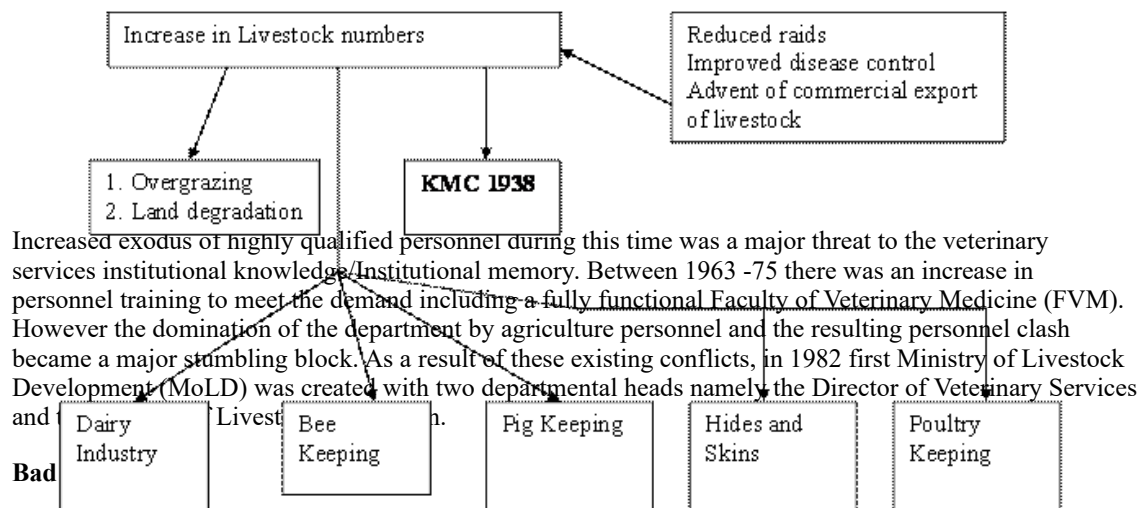 Increase in Livestock numbers
Reduced raids
Improved disease control
Advent of commercial export
of livestock
1. Overgrazing
2. Land degradation
KMC 1938
Increased exodus of highly qualified personnel during this time was a major threat to the veterinary
services institutional knowledge/Institutional memory. Between 1963 -75 there was an increase in
personnel training to meet the demand including a fully functional Faculty of Veterinary Medicine (FVM).
However the domination of the department by agriculture personnel and the resulting personnel clash
became a major stumbling block. As a result of these existing conflicts, in 1982 first Ministry of Livestock
Development (MoLD) was created with two departmental heads namely the Director of Veterinary Services
and
Dairy
Industry
Bee
Keeping
Pig Keeping
Hides and
Skins
Poultry
Keeping
Bad